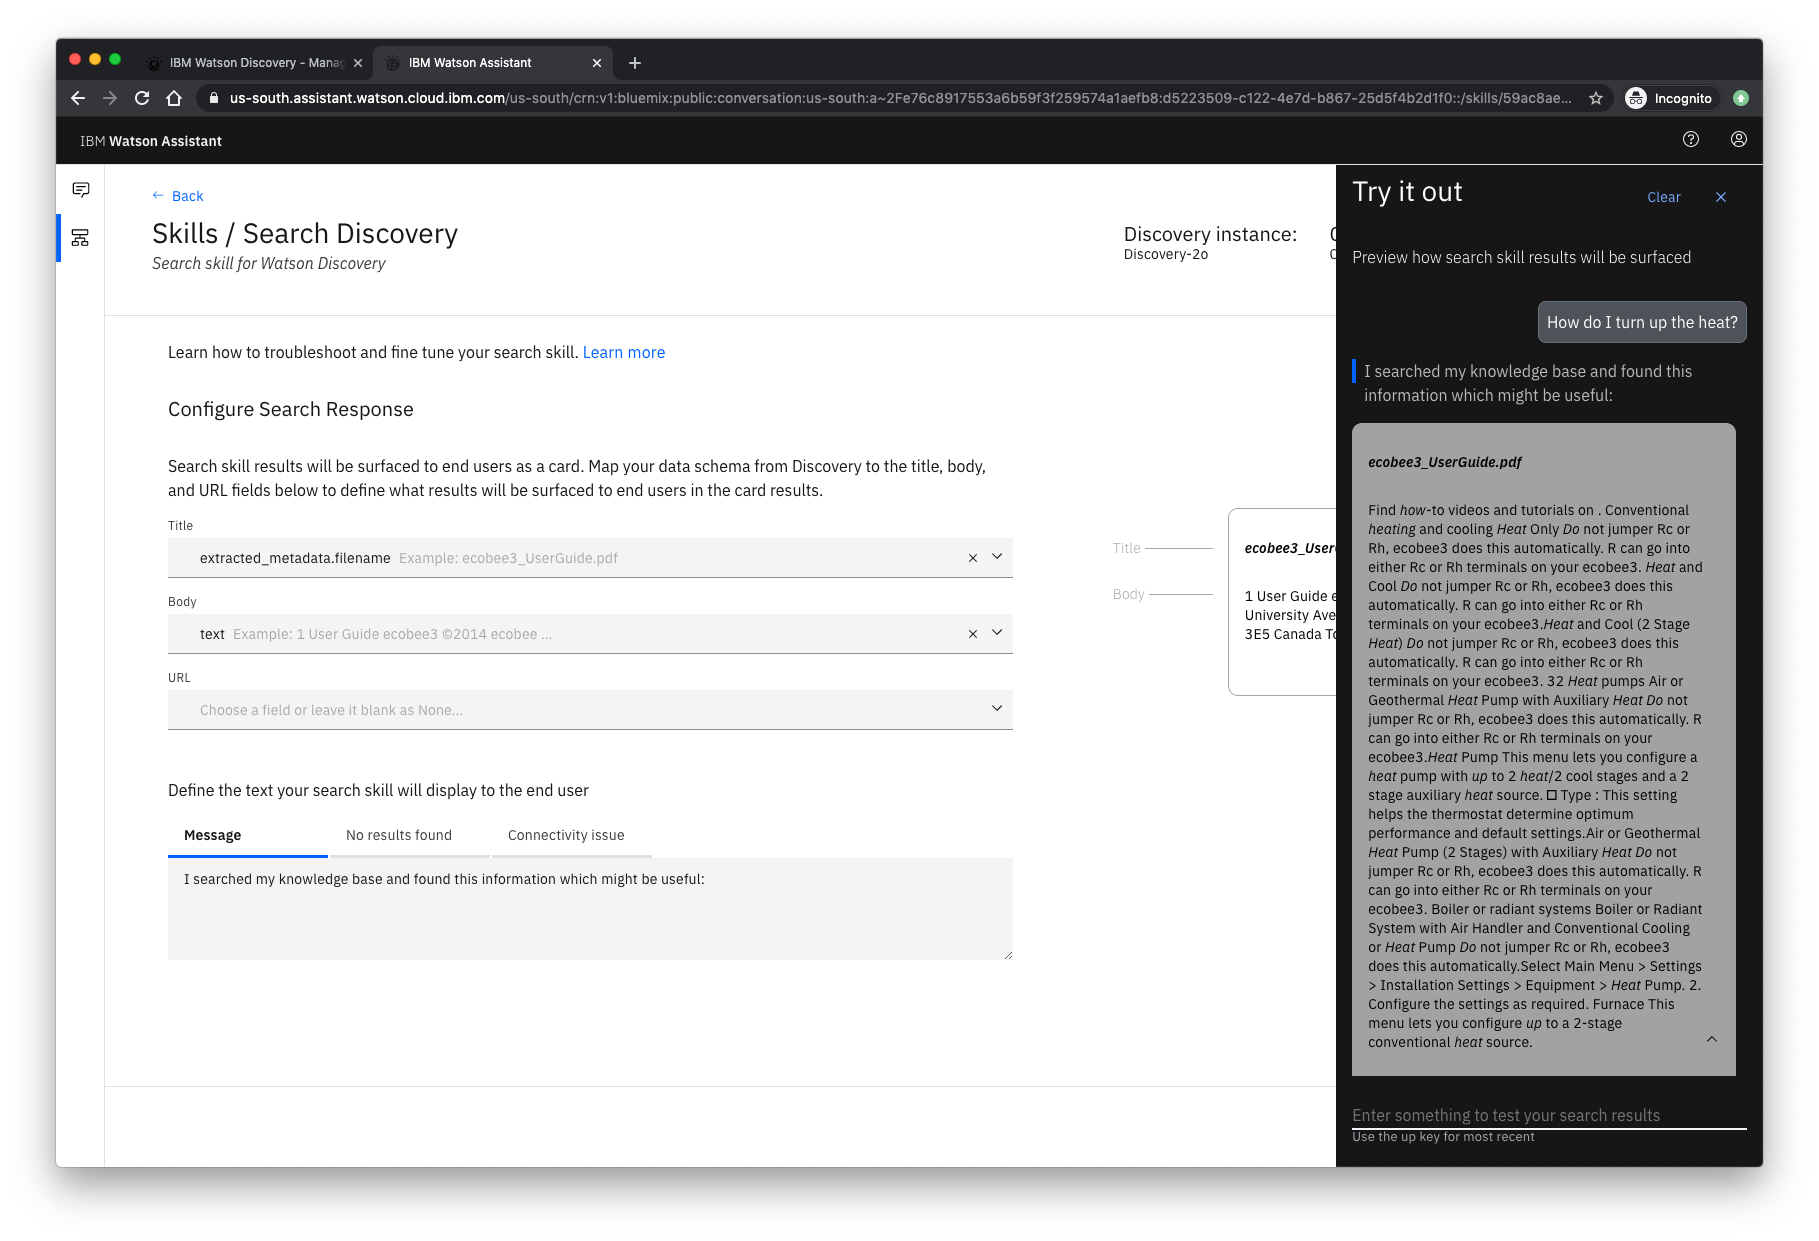 IBM Watson Discovery - Manag
IBM Watson Assistant
us-south.assistant.watson.cloud.ibm.com/us-south/crn:v1:bluemix:public:conversation:us-south:a~2Fe76c8917553a6b59f3f259574a1aefb8:d5223509-c122-4e7d-b867-25d5f4b2d1f0::/skills/59ac8ae...
Incognito
IBM Watson Assistant
← Back
Skills / Search Discovery
Search skill for Watson Discovery
Discovery instance:
Discovery-2o
Learn how to troubleshoot and fine tune your search skill. Learn more
Configure Search Response
Search skill results will be surfaced to end users as a card. Map your data schema from Discovery to the title, body,
and URL fields below to define what results will be surfaced to end users in the card results.
Title
extracted_metadata.filename Example: ecobee3_UserGuide.pdf
Body
text Example: 1 User Guide ecobee3 ©2014 ecobee ...
URL
Choose a field or leave it blank as None...
Define the text your search skill will display to the end user
Message
No results found
Connectivity issue
I searched my knowledge base and found this information which might be useful:
Title
Body
ecobee3_User
1 User Guide e
University Ave
3E5 Canada To
Try it out
Clear
Preview how search skill results will be surfaced
How do I turn up the heat?
I searched my knowledge base and found this
information which might be useful:
ecobee3_UserGuide.pdf
Find how-to videos and tutorials on . Conventional
heating and cooling Heat Only Do not jumper Rc or
Rh, ecobee3 does this automatically. R can go into
either Rc or Rh terminals on your ecobee3. Heat and
Cool Do not jumper Rc or Rh, ecobee3 does this
automatically. R can go into either Rc or Rh
terminals on your ecobee3.Heat and Cool (2 Stage
Heat) Do not jumper Rc or Rh, ecobee3 does this
automatically. R can go into either Rc or Rh
terminals on your ecobee3. 32 Heat pumps Air or
Geothermal Heat Pump with Auxiliary Heat Do not
jumper Rc or Rh, ecobee3 does this automatically. R
can go into either Rc or Rh terminals on your
ecobee3.Heat Pump This menu lets you configure a
heat pump with up to 2 heat/2 cool stages and a 2
stage auxiliary heat source. ☐ Type : This setting
helps the thermostat determine optimum
performance and default settings.Air or Geothermal
Heat Pump (2 Stages) with Auxiliary Heat Do not
jumper Rc or Rh, ecobee3 does this automatically. R
can go into either Rc or Rh terminals on your
ecobee3. Boiler or radiant systems Boiler or Radiant
System with Air Handler and Conventional Cooling
or Heat Pump Do not jumper Rc or Rh, ecobee3
does this automatically.Select Main Menu > Settings
> Installation Settings > Equipment > Heat Pump. 2.
Configure the settings as required. Furnace This
menu lets you configure up to a 2-stage
conventional heat source.
Enter something to test your search results
Use the up key for most recent